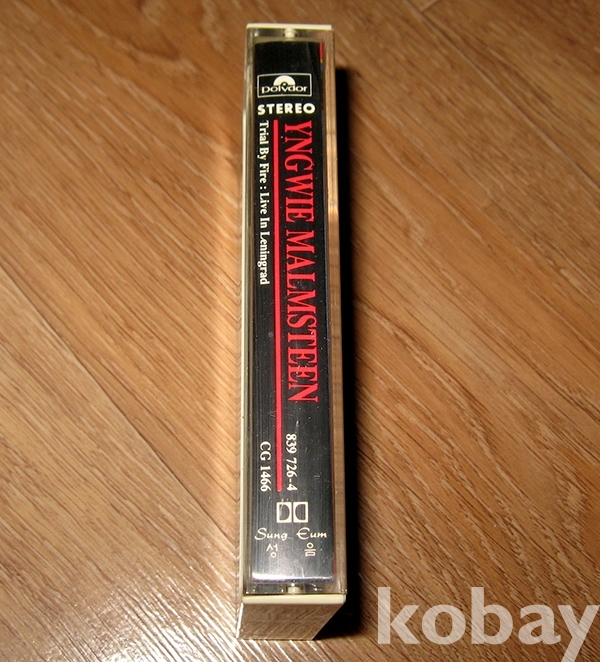 polydor
STEREO
YNGWIE MALMSTEEN
Trial By Fire : Live In Leningrad
839 726-4
CG 1466
Sung Eum
성 음
kobay